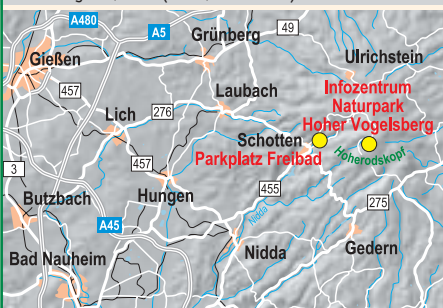 A480
A5
49
Grünberg
Gießen
Ulrichstein
457
Laubach
Infozentrum
Naturpark
Hoher Vogelsberg
276
Lich
Schotten
Parkplatz Freibad
Hoherodskopf
3
457
Hungen
455
275
Butzbach
Nidda
A45
Nidda
Gedern
Bad Nauheim